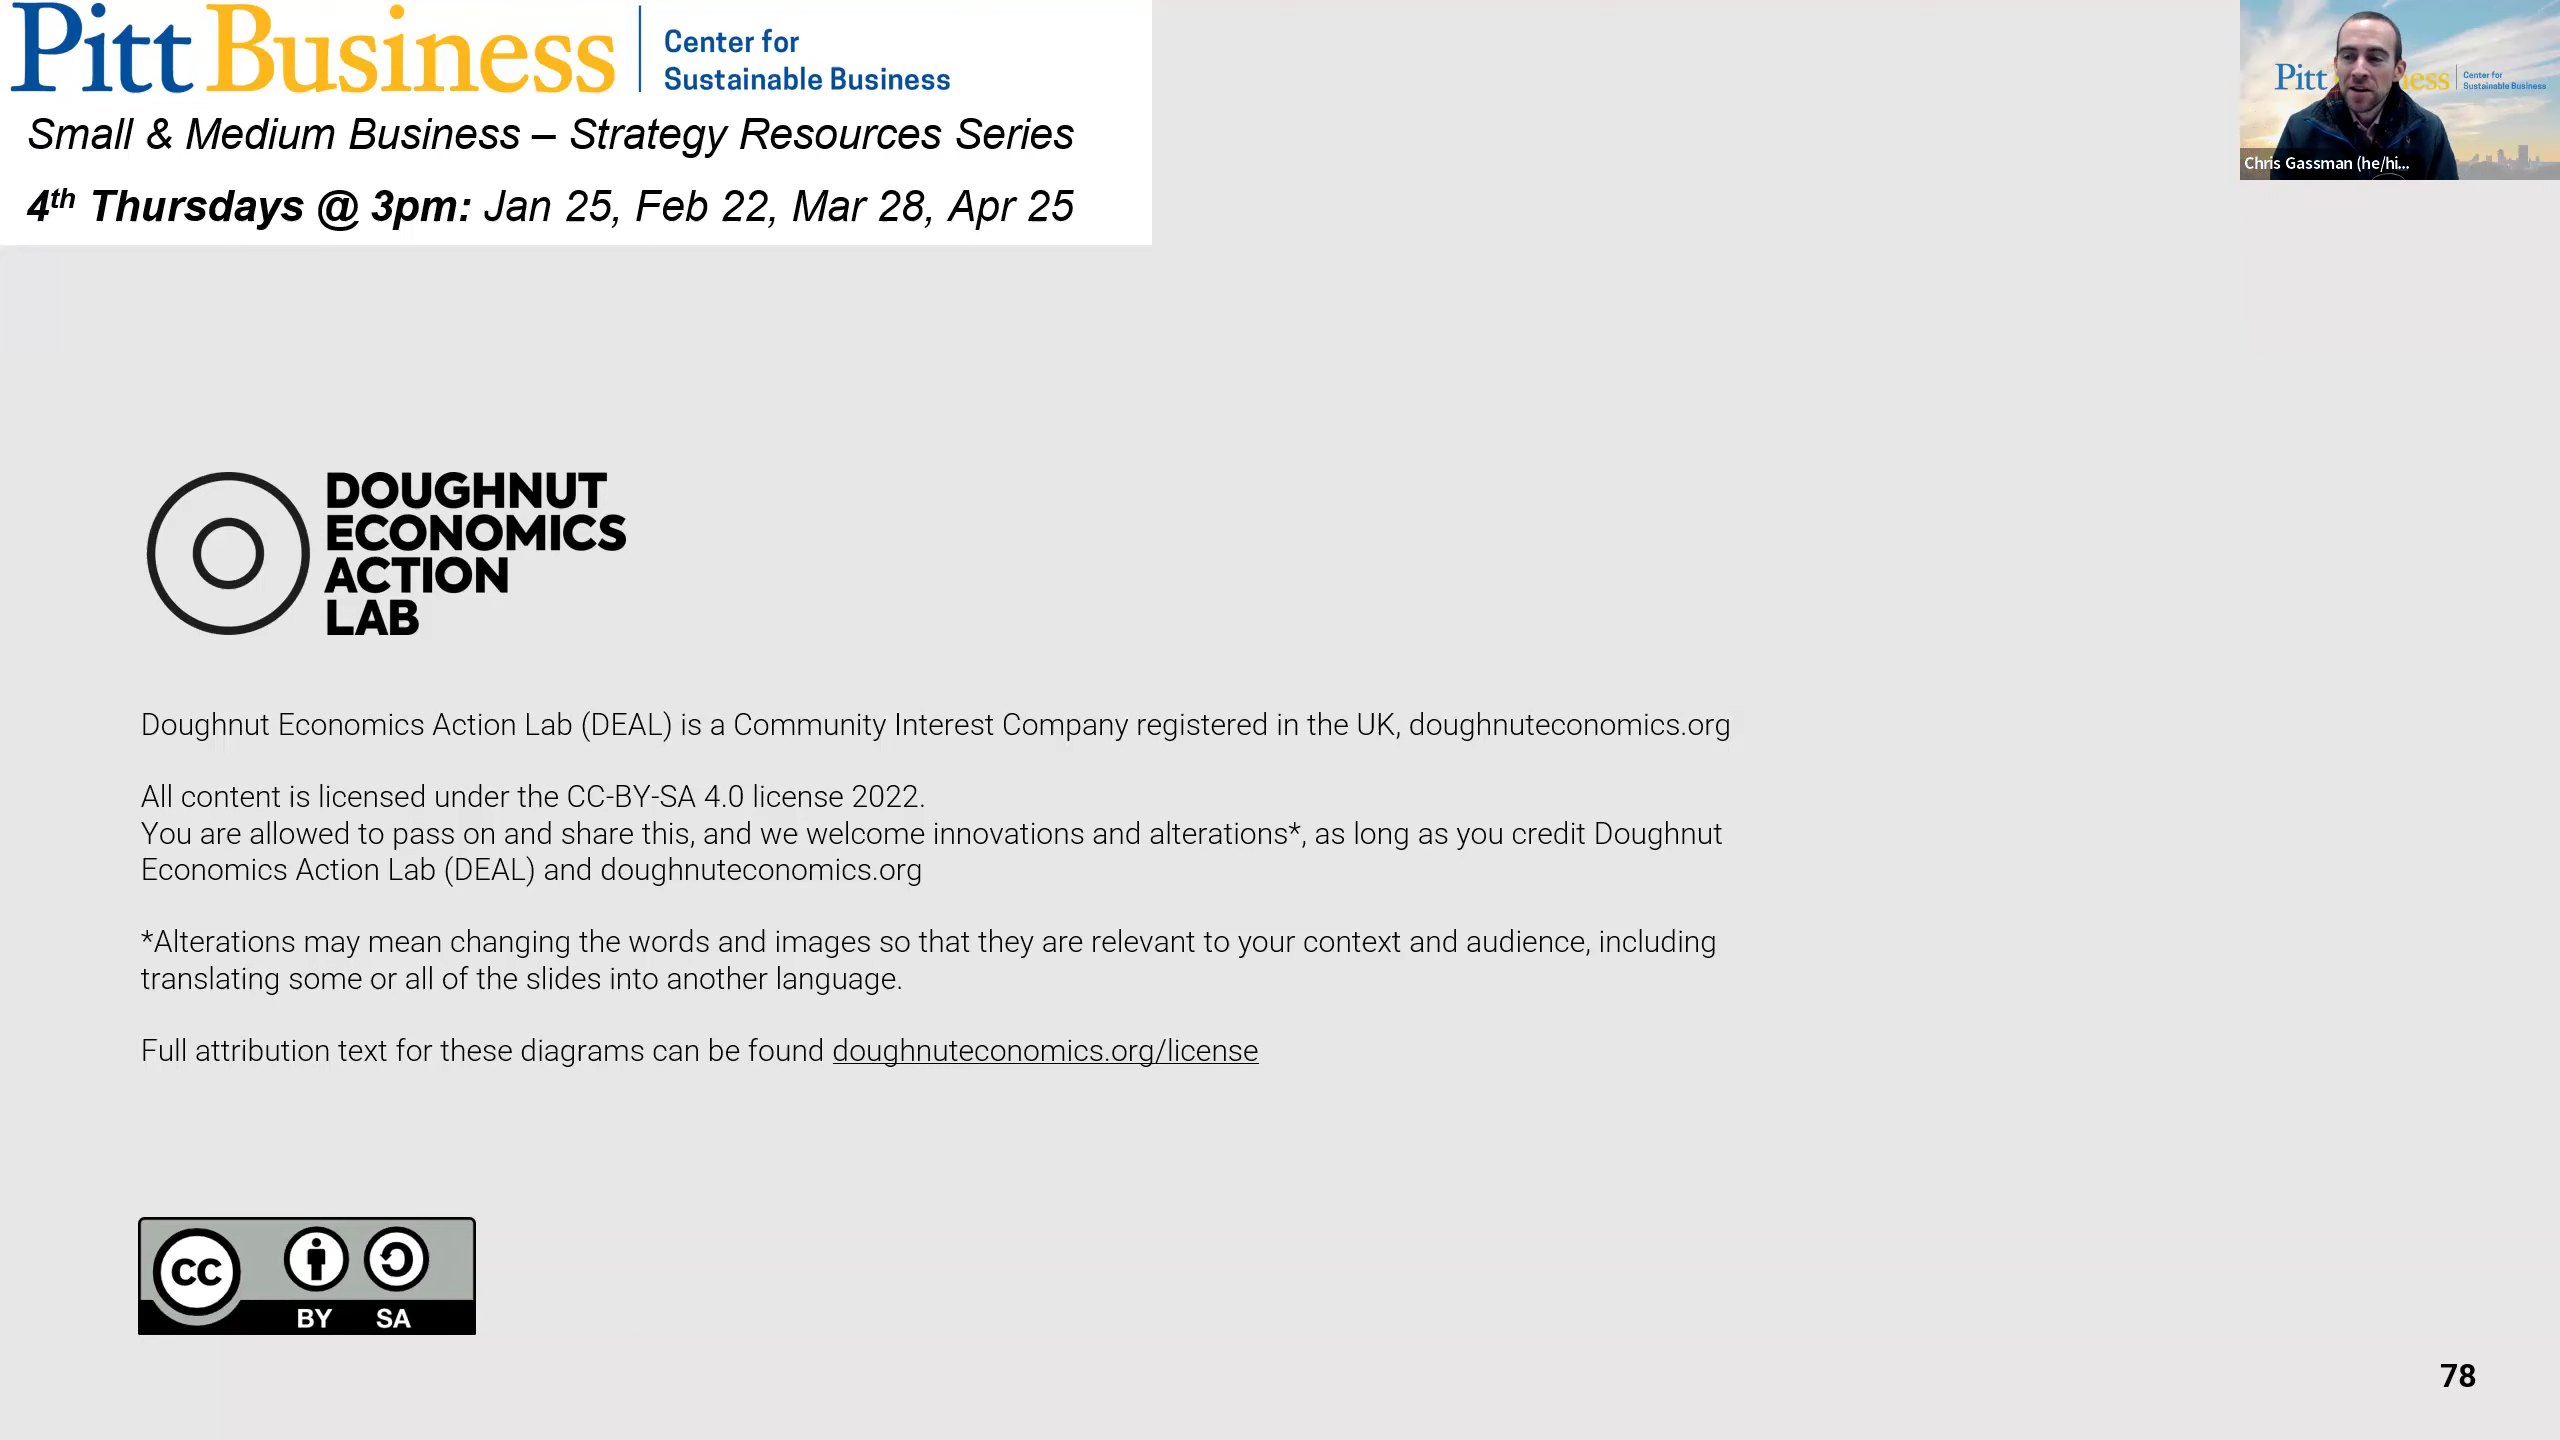 Pitt Business
Center for
Sustainable Business
Small & Medium Business – Strategy Resources Series
4th Thursdays @ 3pm: Jan 25, Feb 22, Mar 28, Apr 25
Pitt ness
Center for
Sustainable Business
Chris Gassman (he/hi...
DOUGHNUT
ECONOMICS
ACTION
LAB
Doughnut Economics Action Lab (DEAL) is a Community Interest Company registered in the UK, doughnuteconomics.org
All content is licensed under the CC-BY-SA 4.0 license 2022.
You are allowed to pass on and share this, and we welcome innovations and alterations*, as long as you credit Doughnut
Economics Action Lab (DEAL) and doughnuteconomics.org
*Alterations may mean changing the words and images so that they are relevant to your context and audience, including
translating some or all of the slides into another language.
Full attribution text for these diagrams can be found doughnuteconomics.org/license
CC
BY SA
78